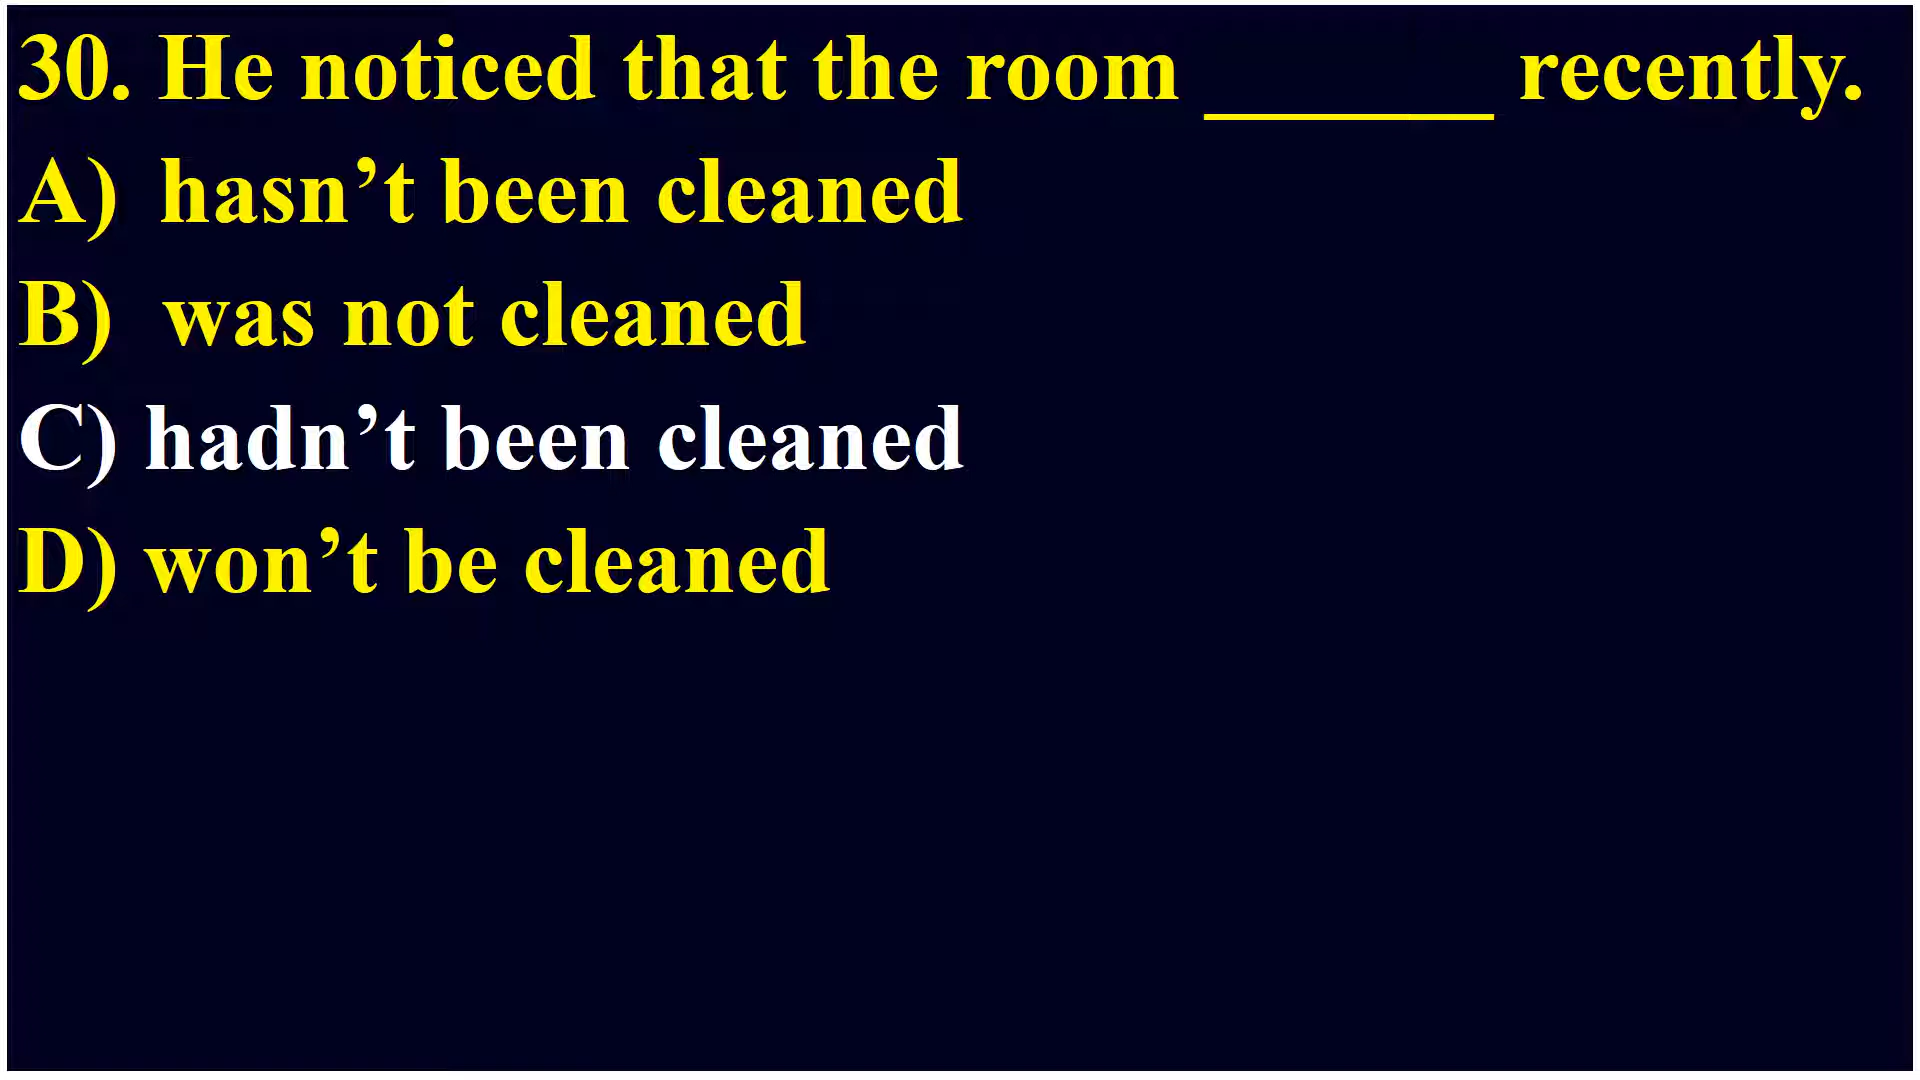 30. He noticed that the room _______ recently.
A) hasn’t been cleaned
B) was not cleaned
C) hadn’t been cleaned
D) won’t be cleaned